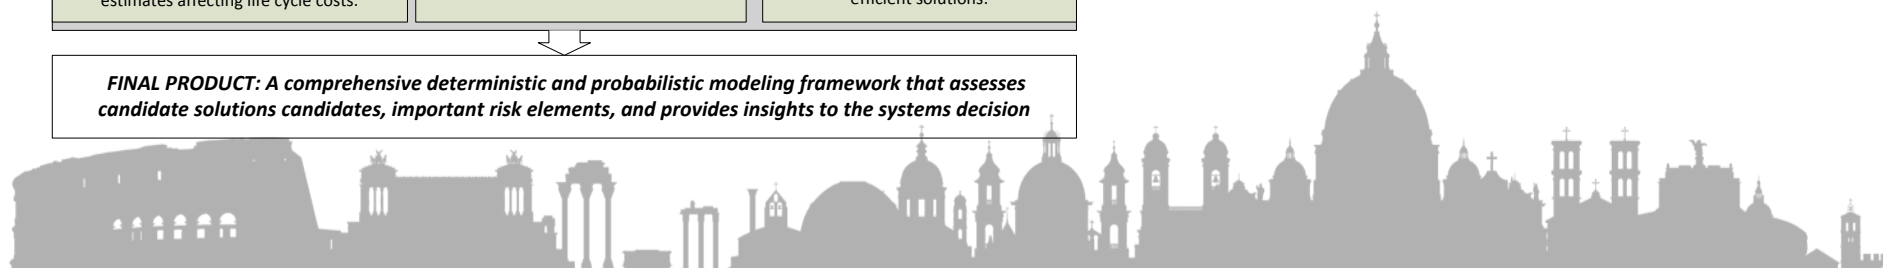 estimates affecting life cycle costs.
efficient solutions?
FINAL PRODUCT: A comprehensive deterministic and probabilistic modeling framework that assesses
candidate solutions candidates, important risk elements, and provides insights to the systems decision